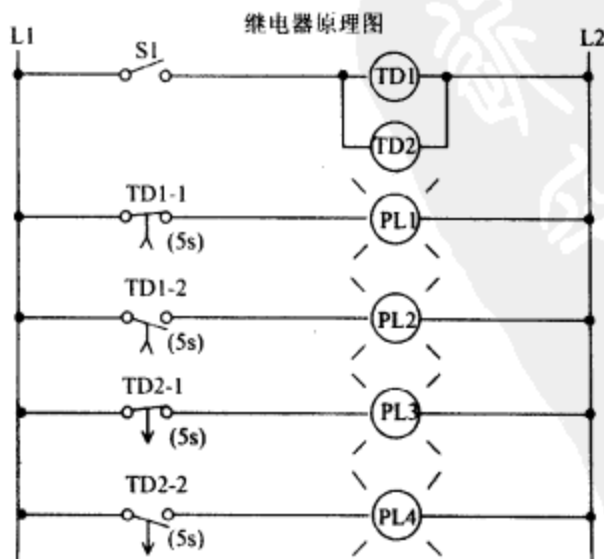 继电器原理图
L1
L2
S1
TD1
TD2
TD1-1
(5s)
PL1
TD1-2
(5s)
PL2
TD2-1
(5s)
PL3
TD2-2
(5s)
PL4